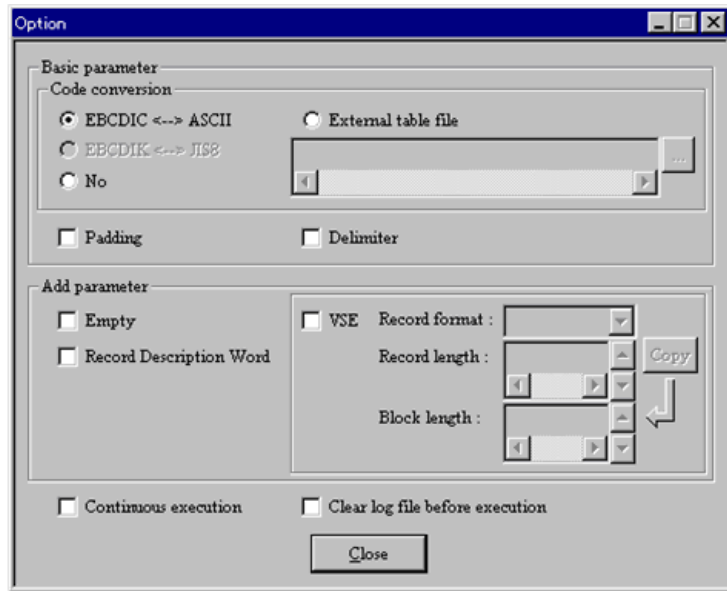 Option
Basic parameter
Code conversion
EBCDIC <--> ASCII
External table file
EBCDIK <--> JIS8
...
No
Padding
Delimiter
Add parameter
Empty
VSE
Record format :
Record Description Word
Record length :
Copy
Block length :
Continuous execution
Clear log file before execution
Close